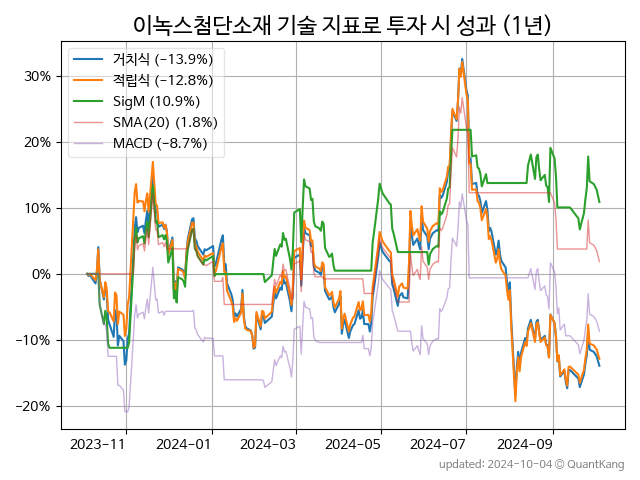 이녹스첨단소재 기술 지표로 투자 시 성과 (1년)
거치식 (−13.9%)
적립식 (−12.8%)
SigM (10.9%)
SMA(20) (1.8%)
MACD (−8.7%)
30%
20%
10%
0%
−10%
−20%
2023-11 2024-01 2024-03 2024-05 2024-07 2024-09
updated: 2024-10-04 © QuantKang